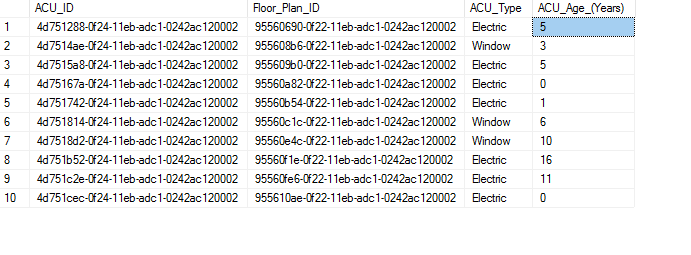 ACU_ID Floor_Plan_ID ACU_Type ACU_Age_(Years)
1 4d751288-0f24-11eb-adc1-0242ac120002 95560690-0f22-11eb-adc1-0242ac120002 Electric 5
2 4d7514ae-0f24-11eb-adc1-0242ac120002 955608b6-0f22-11eb-adc1-0242ac120002 Window 3
3 4d7515a8-0f24-11eb-adc1-0242ac120002 955609b0-0f22-11eb-adc1-0242ac120002 Electric 5
4 4d75167a-0f24-11eb-adc1-0242ac120002 95560a82-0f22-11eb-adc1-0242ac120002 Electric 0
5 4d751742-0f24-11eb-adc1-0242ac120002 95560b54-0f22-11eb-adc1-0242ac120002 Electric 1
6 4d751814-0f24-11eb-adc1-0242ac120002 95560c1c-0f22-11eb-adc1-0242ac120002 Window 6
7 4d7518d2-0f24-11eb-adc1-0242ac120002 95560e4c-0f22-11eb-adc1-0242ac120002 Window 10
8 4d751b52-0f24-11eb-adc1-0242ac120002 95560f1e-0f22-11eb-adc1-0242ac120002 Electric 16
9 4d751c2e-0f24-11eb-adc1-0242ac120002 95560fe6-0f22-11eb-adc1-0242ac120002 Electric 11
10 4d751cec-0f24-11eb-adc1-0242ac120002 955610ae-0f22-11eb-adc1-0242ac120002 Electric 0